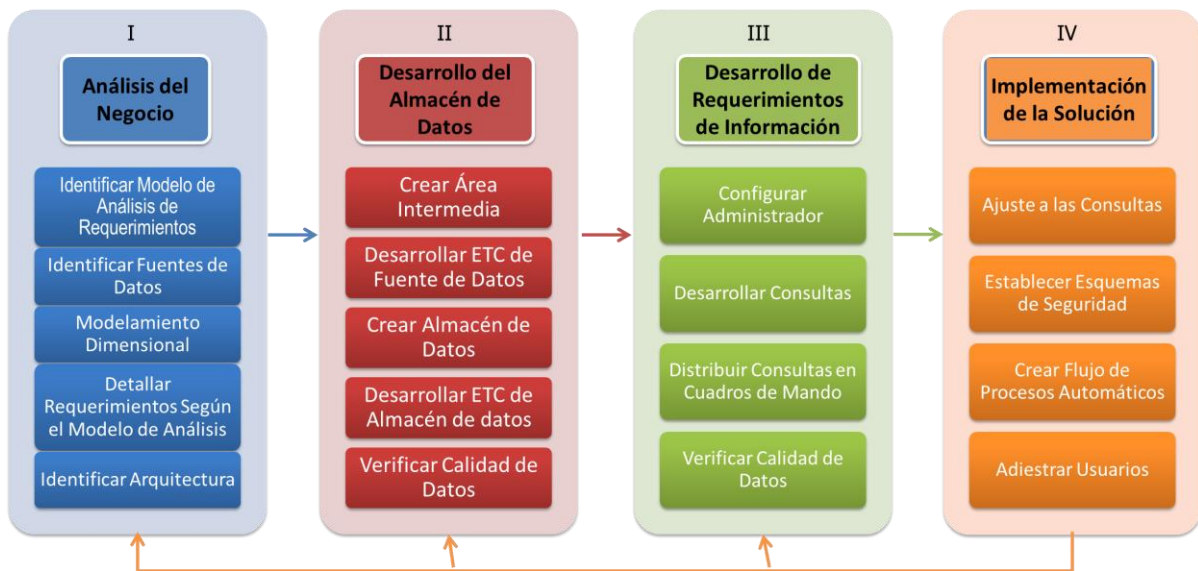 I
Análisis del
Negocio
Identificar Modelo de
Análisis de
Requerimientos
Identificar Fuentes de
Datos
Modelamiento
Dimensional
Detallar
Requerimientos Según
el Modelo de Análisis
Identificar Arquitectura
II
Desarrollo del
Almacén de
Datos
Crear Área
Intermedia
Desarrollar ETC de
Fuente de Datos
Crear Almacén de
Datos
Desarrollar ETC de
Almacén de datos
Verificar Calidad de
Datos
III
Desarrollo de
Requerimientos
de Información
Configurar
Administrador
Desarrollar Consultas
Distribuir Consultas en
Cuadros de Mando
Verificar Calidad de
Datos
IV
Implementación
de la Solución
Ajuste a las Consultas
Establecer Esquemas
de Seguridad
Crear Flujo de
Procesos Automáticos
Adiestrar Usuarios